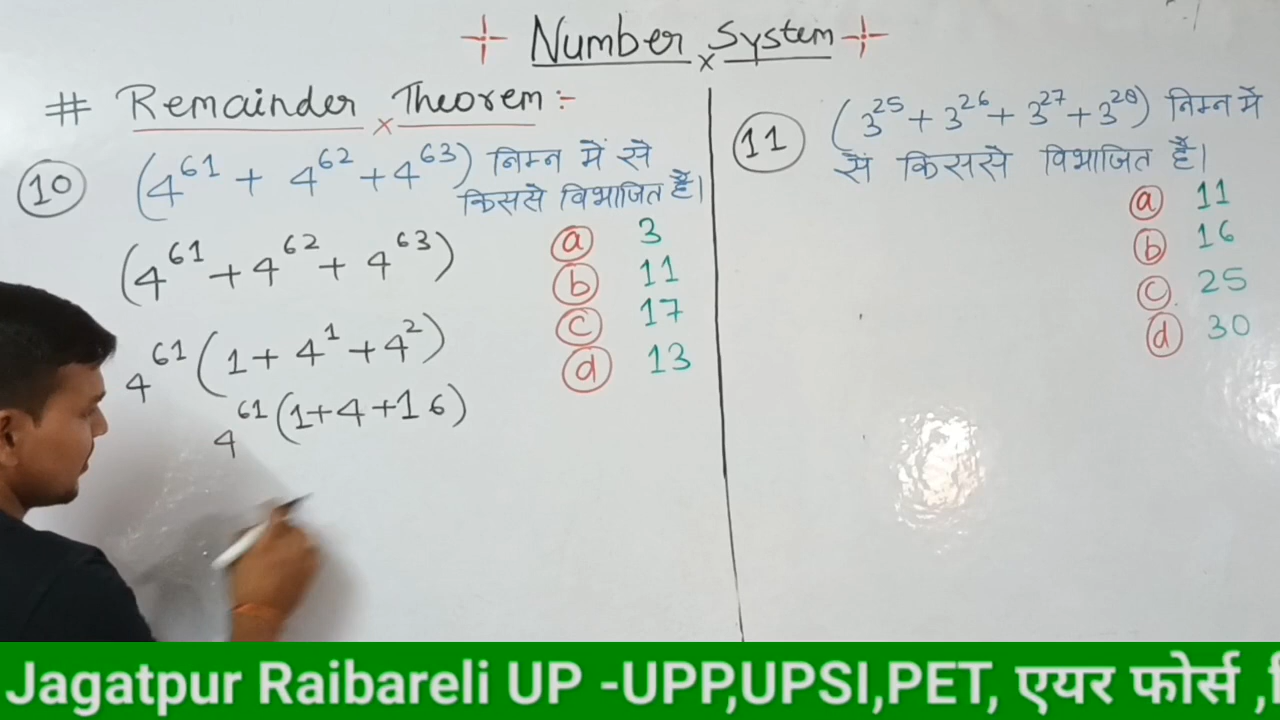 + Number × System +
# Remainder × Theorem :-
(10) (4^61 + 4^62 + 4^63) निम्न में से
किससे विभाजित हैं।
(4^61 + 4^62 + 4^63)
4^61 (1 + 4^1 + 4^2)
4^61 (1+4+16)
(a) 3
(b) 11
(c) 17
(d) 13
(11) (3^25 + 3^26 + 3^27 + 3^28) निम्न में
सें किससे विभाजित हैं।
(a) 11
(b) 16
(c) 25
(d) 30
Jagatpur Raibareli UP -UPP,UPSI,PET, एयर फोर्स ,